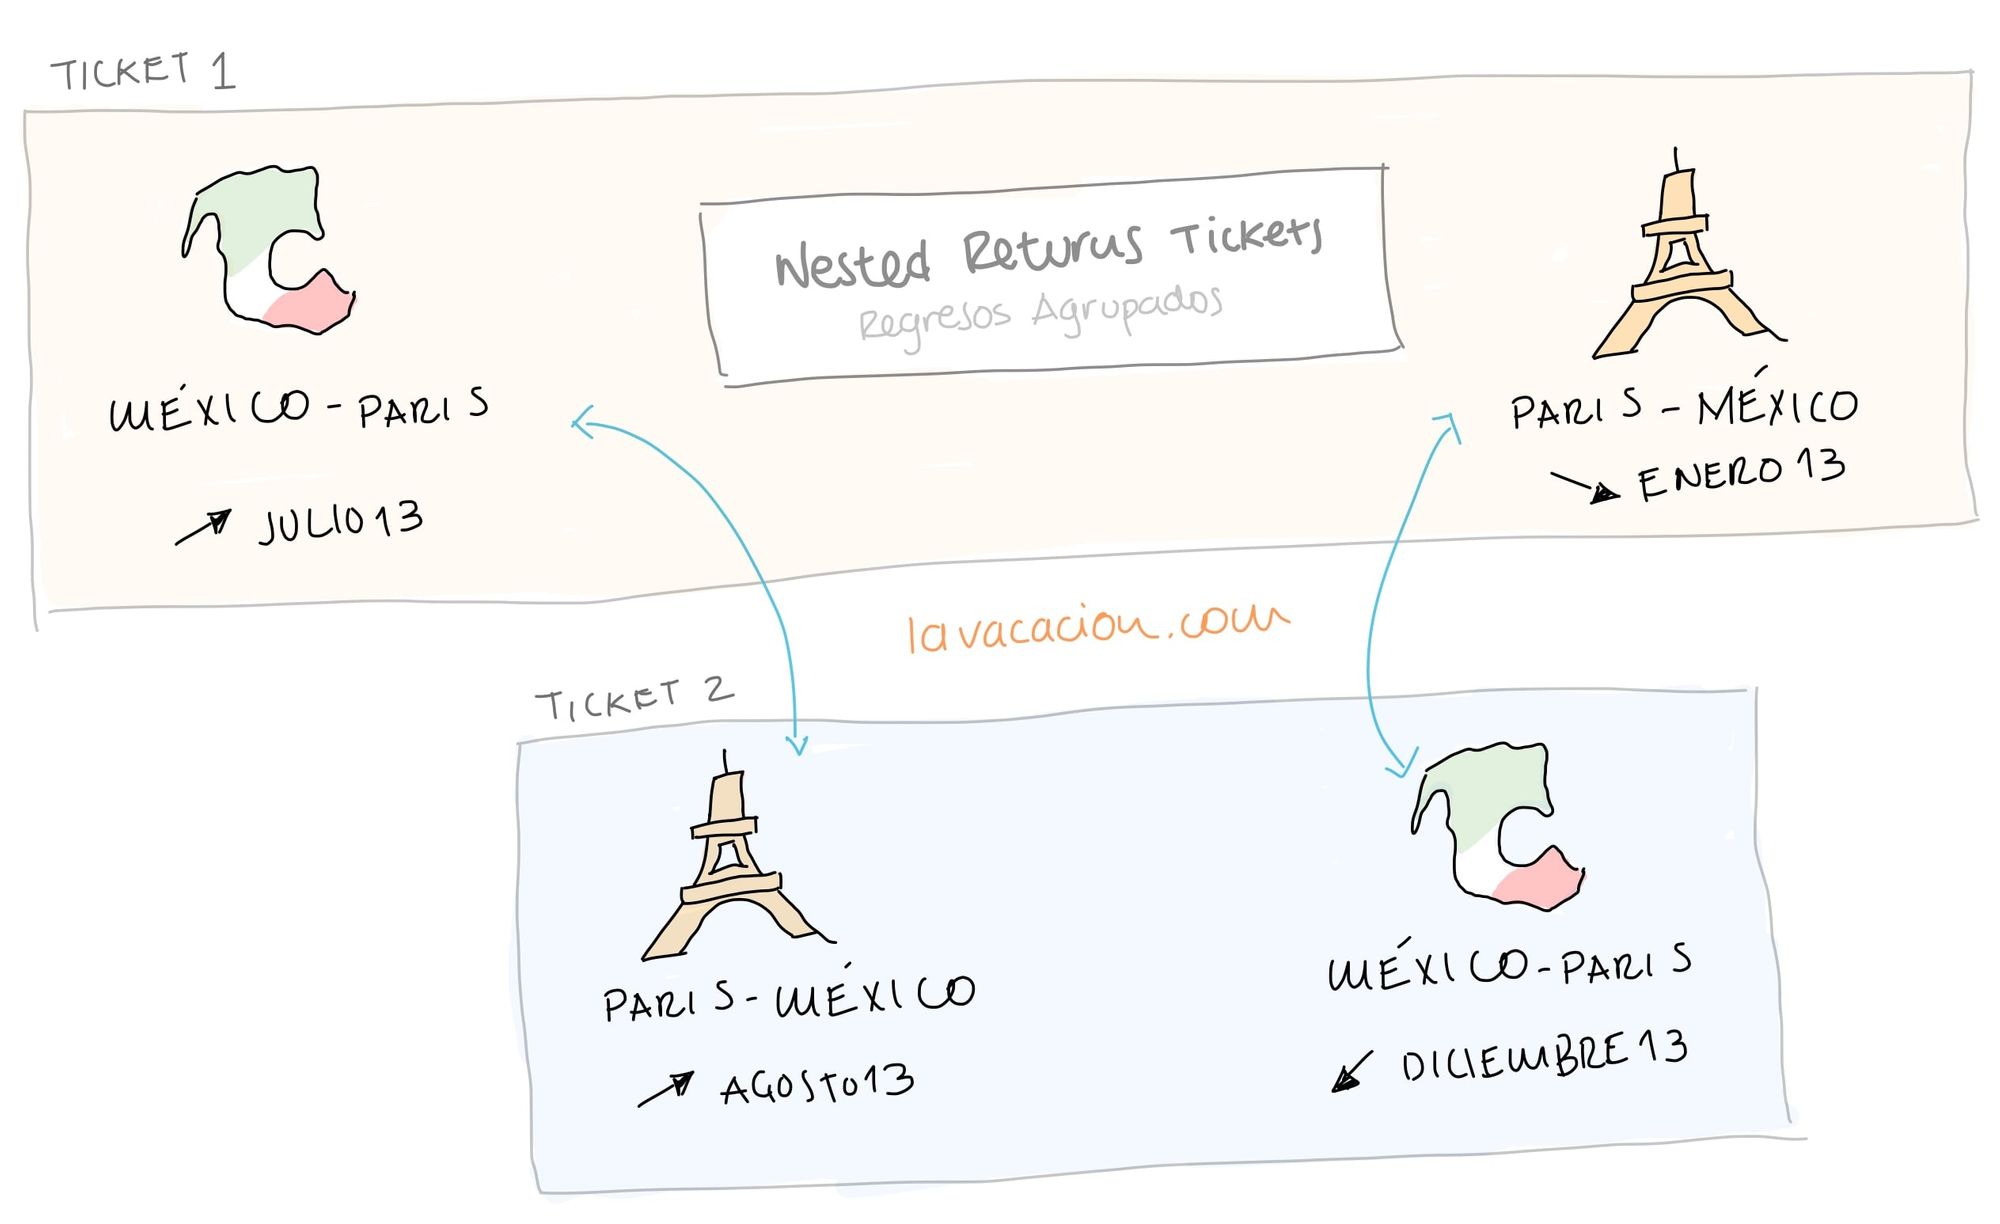 TICKET 1
Nested Returns Tickets
Regresos Agrupados
MÉXICO - PARIS
JULIO 13
PARIS - MÉXICO
ENERO 13
lavacacion.com
TICKET 2
PARIS - MÉXICO
AGOSTO 13
MÉXICO - PARIS
DICIEMBRE 13